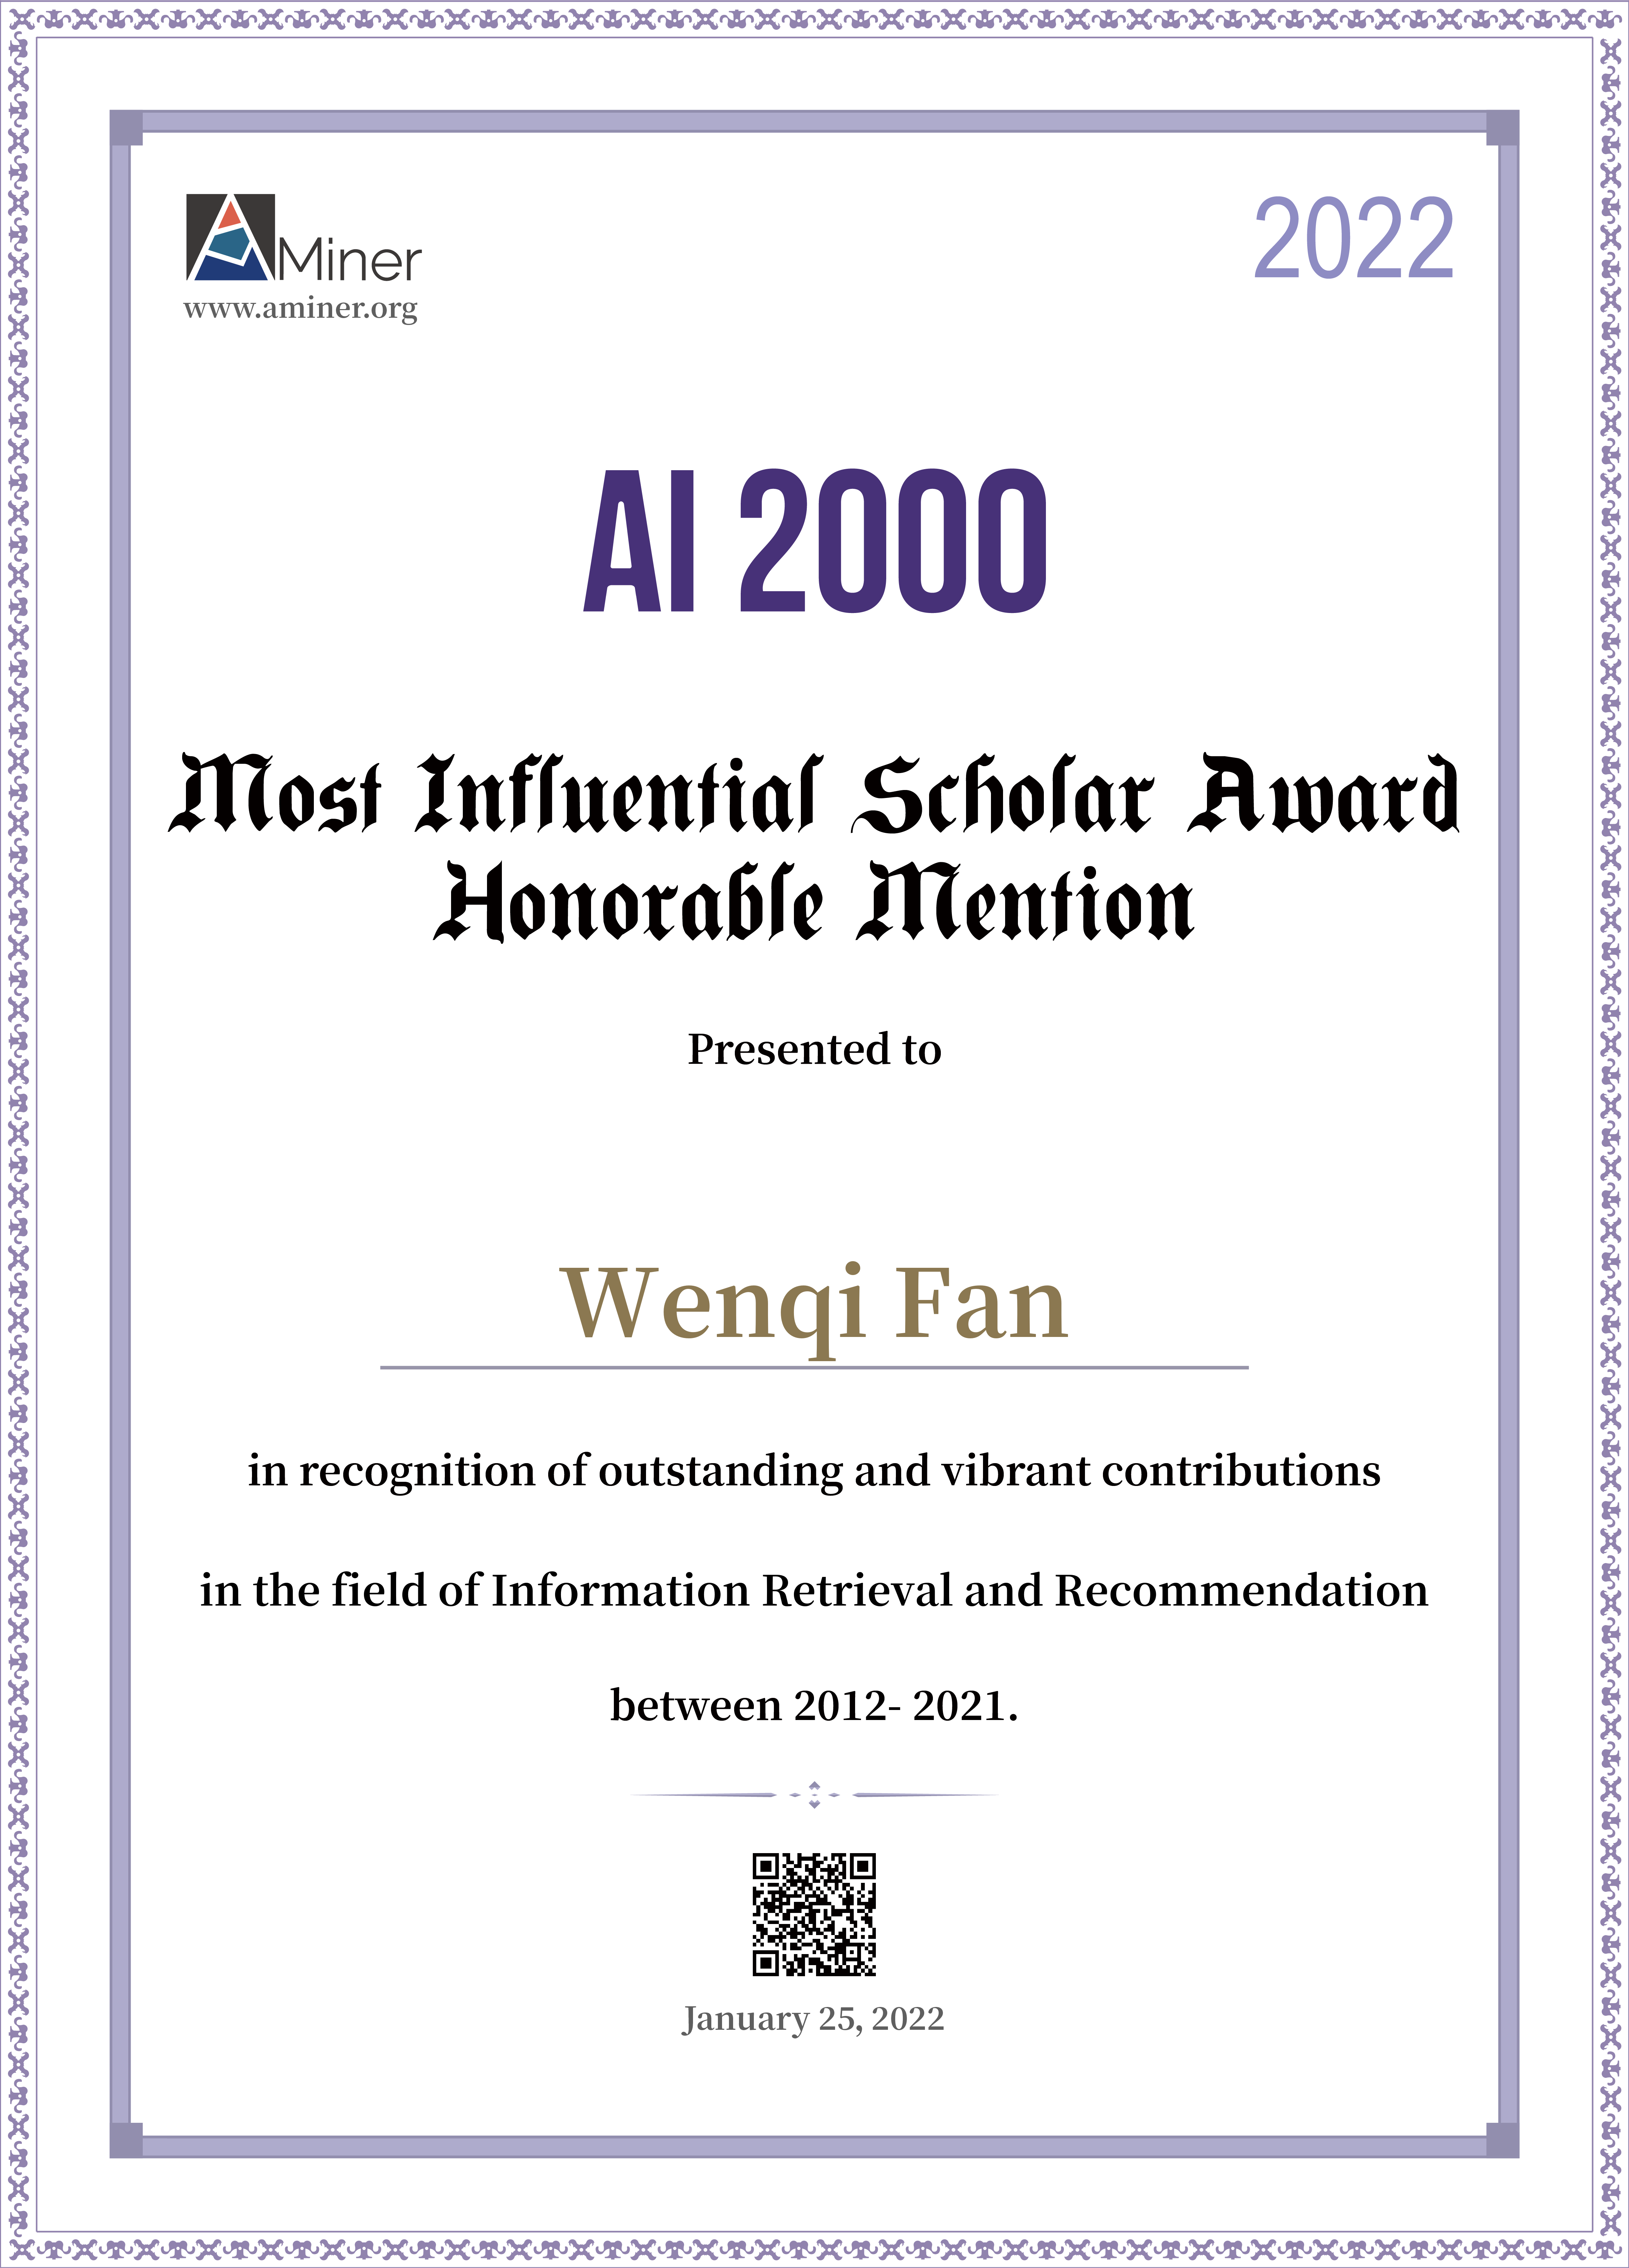 AMiner
www.aminer.org
2022
AI 2000
Most Influential Scholar Award
Honorable Mention
Presented to
Wenqi Fan
in recognition of outstanding and vibrant contributions
in the field of Information Retrieval and Recommendation
between 2012- 2021.
January 25, 2022